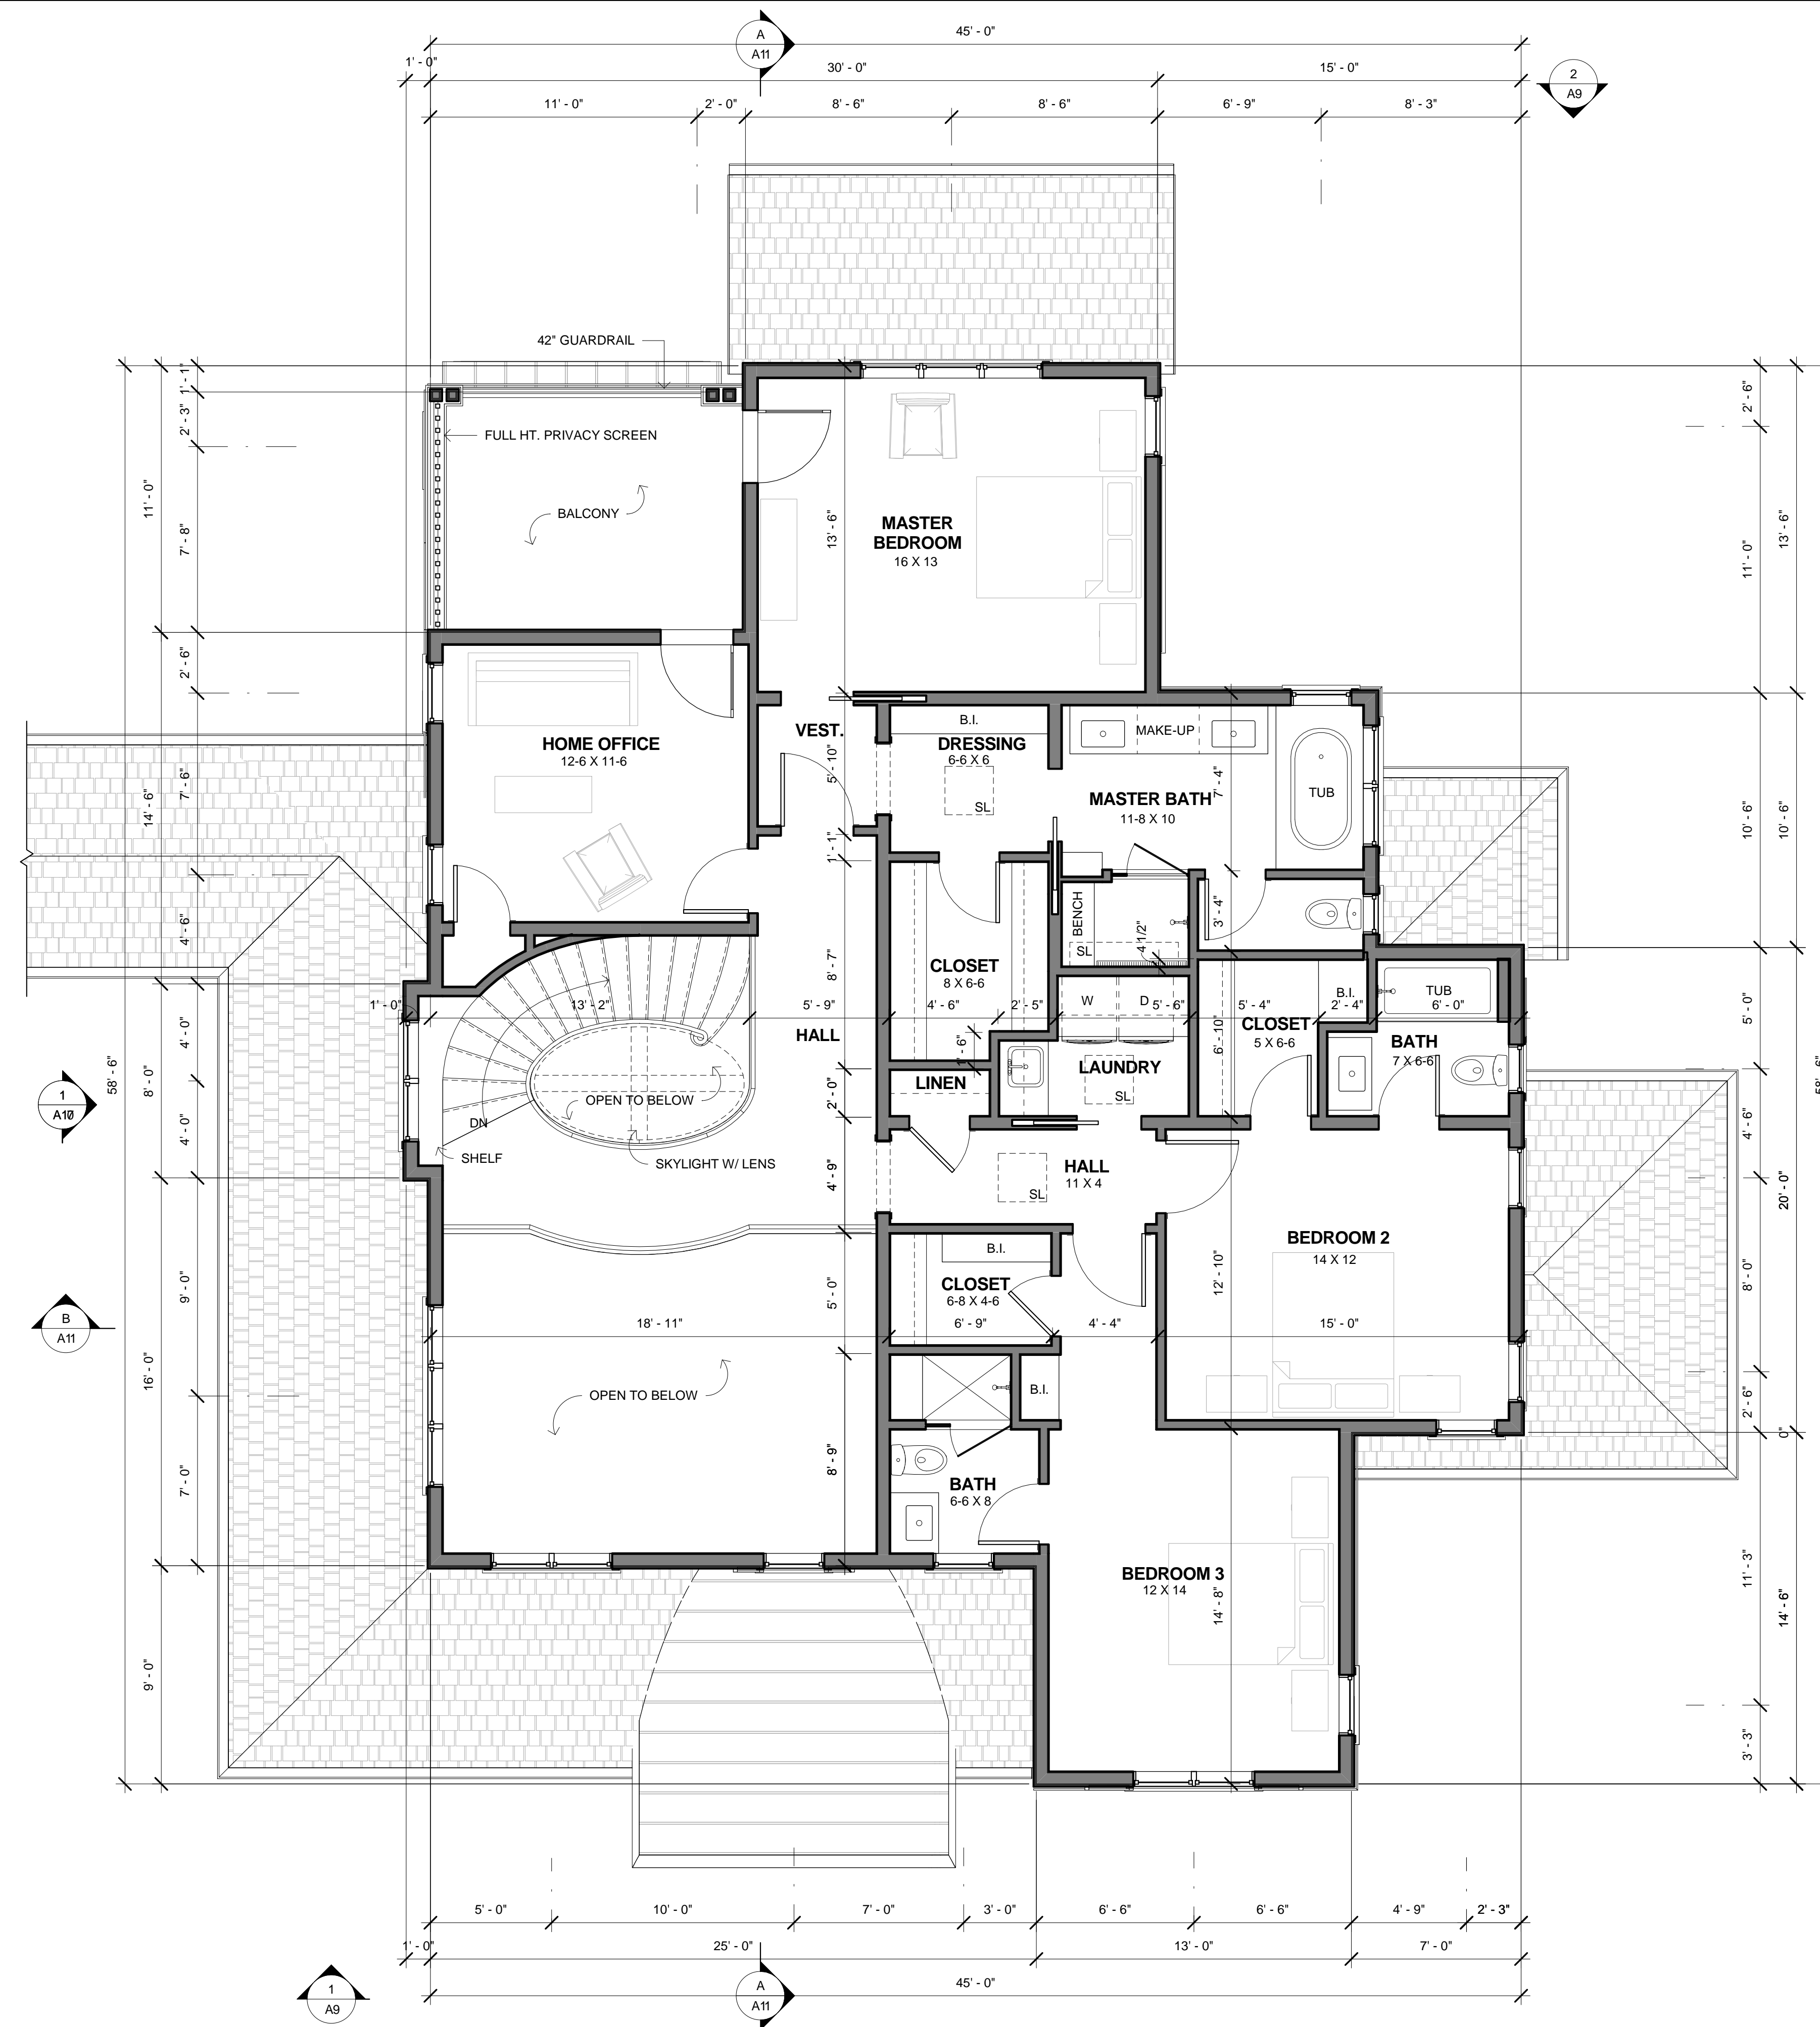 A
A11
45' - 0"
1' - 0"
30' - 0"
15' - 0"
2
A9
11' - 0"
2' - 0"
8' - 6"
8' - 6"
6' - 9"
8' - 3"
42" GUARDRAIL
FULL HT. PRIVACY SCREEN
BALCONY
MASTER
BEDROOM
16 X 13
13' - 6"
1' - 1"
2' - 3"
11' - 0"
7' - 8"
2' - 6"
2' - 6"
11' - 0"
13' - 6"
HOME OFFICE
12-6 X 11-6
VEST.
5' - 10"
B.I.
DRESSING
6-6 X 6
SL
MAKE-UP
MASTER BATH
11-8 X 10
7' - 4"
TUB
14' - 6"
7' - 6"
10' - 6"
10' - 6"
1' - 1"
4' - 6"
BENCH
SL
4 1/2"
3' - 4"
8' - 7"
CLOSET
8 X 6-6
1' - 0"
13' - 2"
5' - 9"
4' - 6"
2' - 5"
W
D
5' - 6"
5' - 4"
B.I.
2' - 4"
TUB
6' - 0"
5' - 0"
HALL
1' - 6"
6' - 10"
CLOSET
5 X 6-6
BATH
7 X 6-6
4' - 0"
58' - 6"
8' - 0"
LAUNDRY
SL
LINEN
2' - 0"
OPEN TO BELOW
DN
SHELF
SKYLIGHT W/ LENS
4' - 0"
1
A10
58' - 6"
4' - 6"
4' - 9"
HALL
11 X 4
SL
20' - 0"
BEDROOM 2
14 X 12
12' - 10"
B.I.
CLOSET
6-8 X 4-6
5' - 0"
9' - 0"
8' - 0"
B
A11
18' - 11"
6' - 9"
4' - 4"
15' - 0"
16' - 0"
OPEN TO BELOW
B.I.
2' - 6"
0"
8' - 9"
BATH
6-6 X 8
7' - 0"
BEDROOM 3
12 X 14
14' - 8"
11' - 3"
14' - 6"
9' - 0"
3' - 3"
5' - 0"
10' - 0"
7' - 0"
3' - 0"
6' - 6"
6' - 6"
4' - 9"
2' - 3"
1' - 0"
25' - 0"
13' - 0"
7' - 0"
1
A9
A
A11
45' - 0"